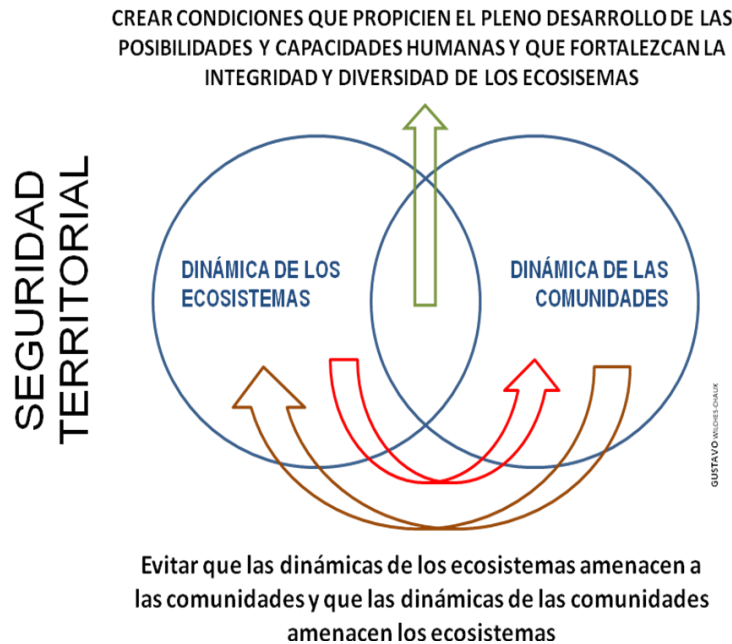 CREAR CONDICIONES QUE PROPICIEN EL PLENO DESARROLLO DE LAS
POSIBILIDADES Y CAPACIDADES HUMANAS Y QUE FORTALEZCAN LA
INTEGRIDAD Y DIVERSIDAD DE LOS ECOSISEMAS
SEGURIDAD
TERRITORIAL
DINÁMICA DE LOS
ECOSISTEMAS
DINÁMICA DE LAS
COMUNIDADES
GUSTAVO WILCHES-CHAUX
Evitar que las dinámicas de los ecosistemas amenacen a
las comunidades y que las dinámicas de las comunidades
amenacen los ecosistemas